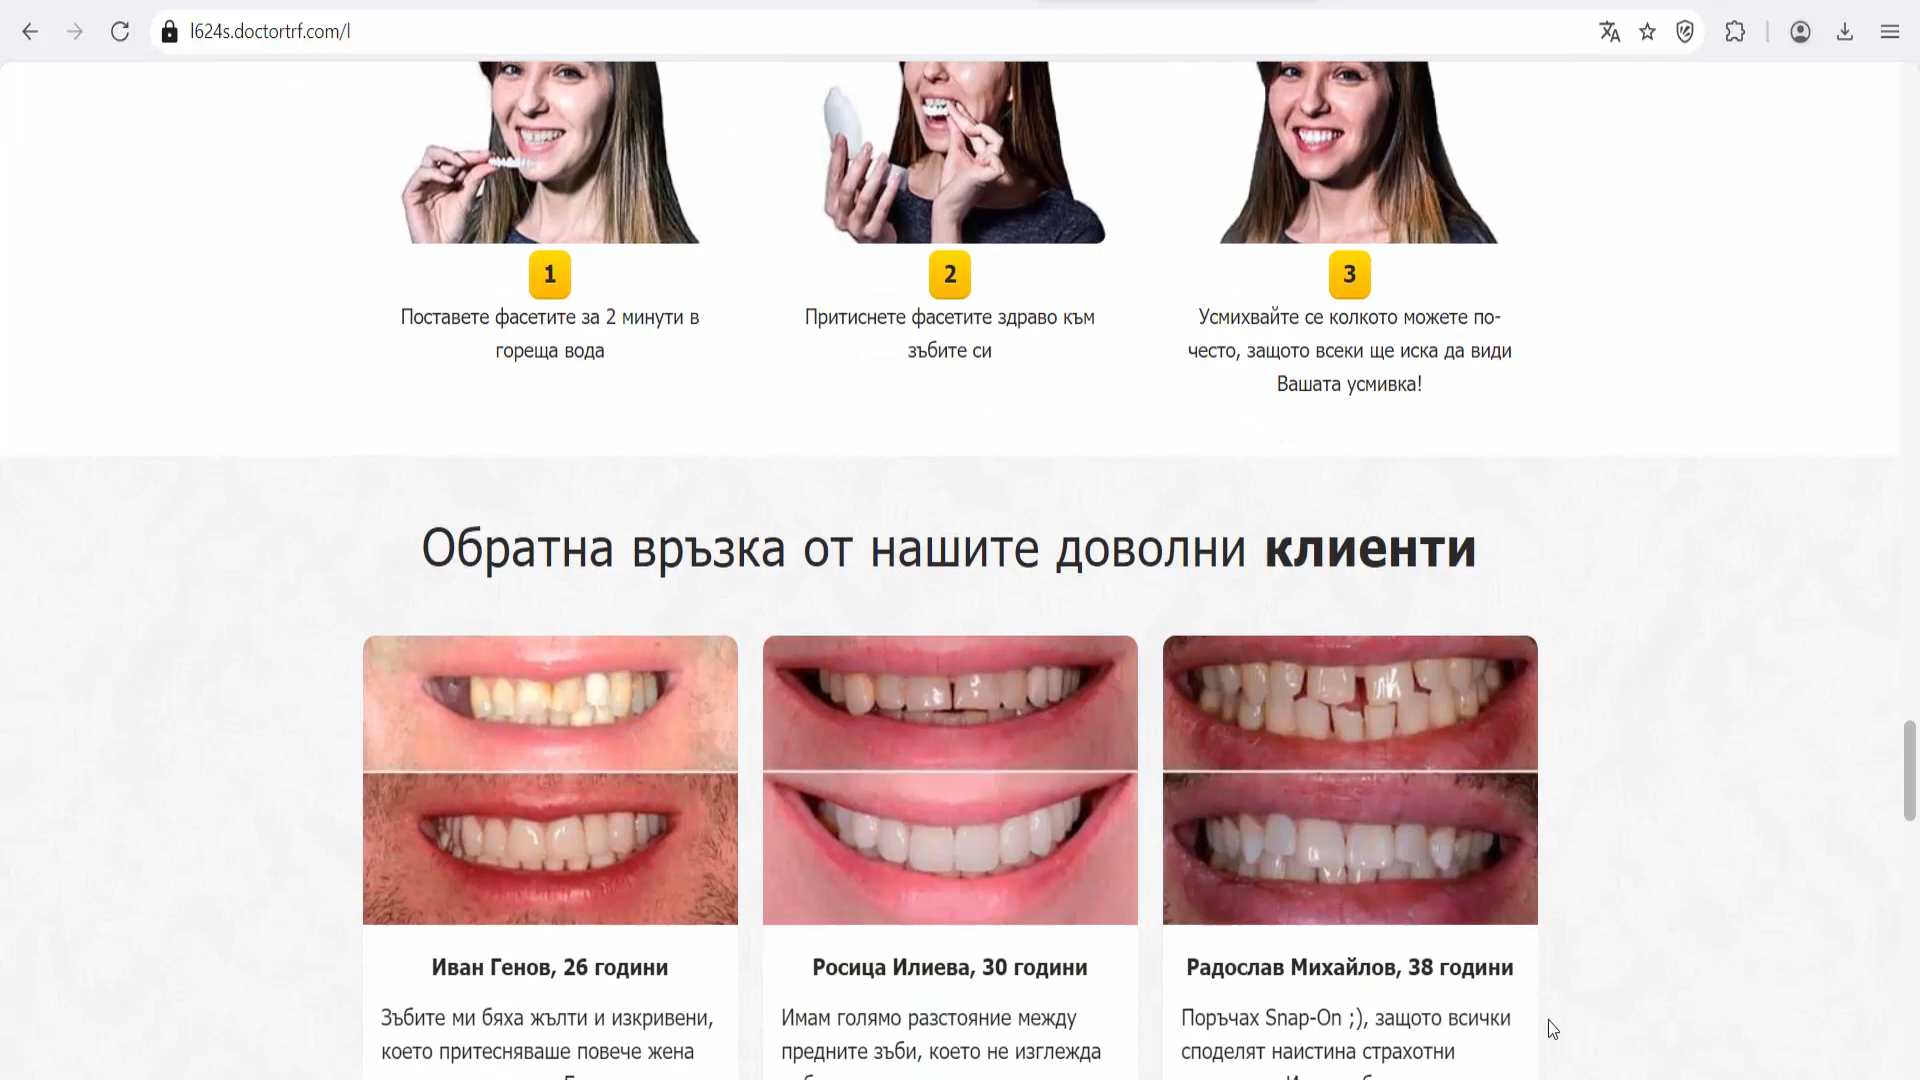 l624s.doctortrf.com/l
1
2
3
Поставете фасетите за 2 минути в
гореща вода
Притиснете фасетите здраво към
зъбите си
Усмихвайте се колкото можете по-
често, защото всеки ще иска да види
Вашата усмивка!
Обратна връзка от нашите доволни клиенти
Иван Генов, 26 години
Зъбите ми бяха жълти и изкривени,
което притесняваше повече жена
Росица Илиева, 30 години
Имам голямо разстояние между
предните зъби, което не изглежда
Радослав Михайлов, 38 години
Поръчах Snap-On ;), защото всички
споделят наистина страхотни